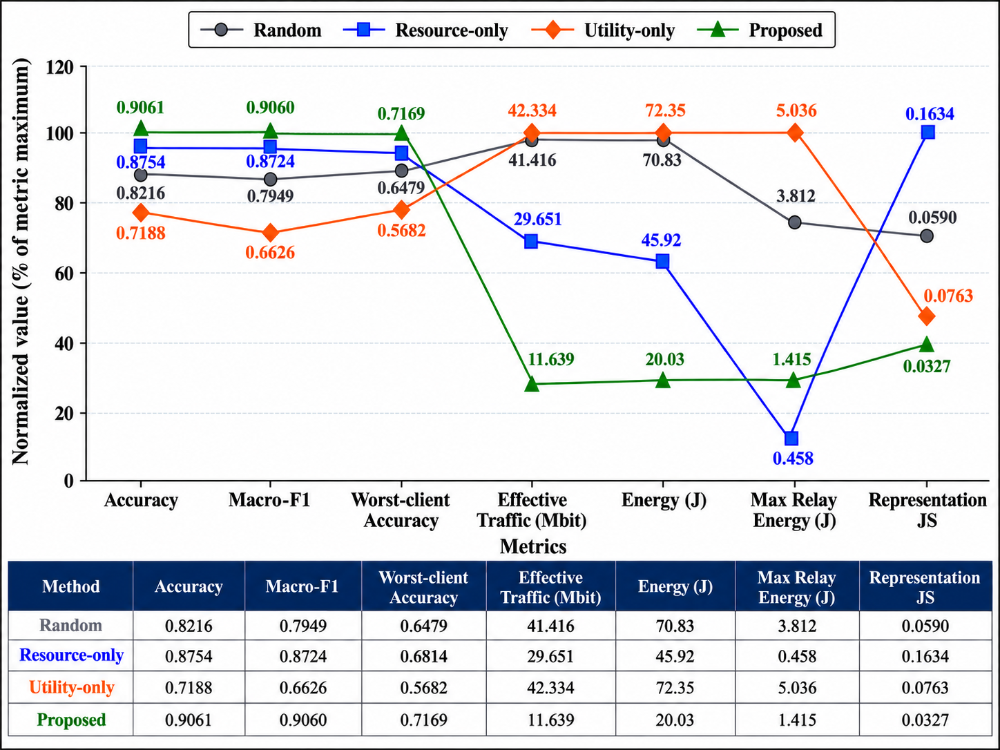 Random Resource-only Utility-only Proposed
Normalized value (% of metric maximum)
120
100
80
60
40
20
0
0.9061 0.9060 0.7169 42.334 72.35 5.036 0.1634
0.8754 0.8724 41.416 70.83
0.8216 0.7949 0.6479 3.812 0.0590
0.7188 0.6626 0.5682 29.651 45.92 0.0763
11.639 20.03 1.415 0.0327
0.458
Accuracy Macro-F1 Worst-client Effective Energy (J) Max Relay Representation
Accuracy Traffic (Mbit) Energy (J) JS
Metrics
Method Accuracy Macro-F1 Worst-client Accuracy Effective Traffic (Mbit) Energy (J) Max Relay Energy (J) Representation JS
Random 0.8216 0.7949 0.6479 41.416 70.83 3.812 0.0590
Resource-only 0.8754 0.8724 0.6814 29.651 45.92 0.458 0.1634
Utility-only 0.7188 0.6626 0.5682 42.334 72.35 5.036 0.0763
Proposed 0.9061 0.9060 0.7169 11.639 20.03 1.415 0.0327